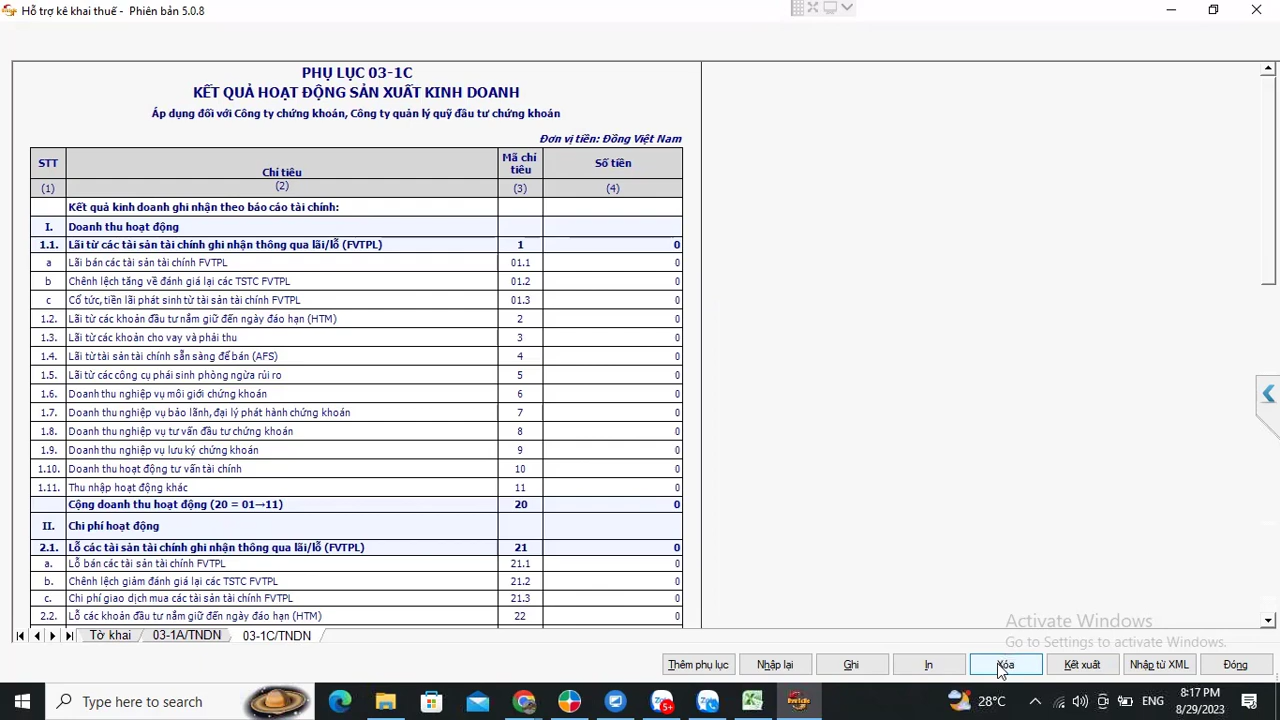 Hỗ trợ kê khai thuế - Phiên bản 5.0.8
PHỤ LỤC 03-1C
KẾT QUẢ HOẠT ĐỘNG SẢN XUẤT KINH DOANH
Áp dụng đối với Công ty chứng khoán, Công ty quản lý quỹ đầu tư chứng khoán
Đơn vị tiền: Đồng Việt Nam
STT Chỉ tiêu Mã chỉ tiêu Số tiền
(1) (2) (3) (4)
Kết quả kinh doanh ghi nhận theo báo cáo tài chính:
I. Doanh thu hoạt động
1.1. Lãi từ các tài sản tài chính ghi nhận thông qua lãi/lỗ (FVTPL) 1 0
a Lãi bán các tài sản tài chính FVTPL 01.1 0
b Chênh lệch tăng về đánh giá lại các TSTC FVTPL 01.2 0
c Cổ tức, tiền lãi phát sinh từ tài sản tài chính FVTPL 01.3 0
1.2. Lãi từ các khoản đầu tư nắm giữ đến ngày đáo hạn (HTM) 2 0
1.3. Lãi từ các khoản cho vay và phải thu 3 0
1.4. Lãi từ tài sản tài chính sẵn sàng để bán (AFS) 4 0
1.5. Lãi từ các công cụ phái sinh phòng ngừa rủi ro 5 0
1.6. Doanh thu nghiệp vụ môi giới chứng khoán 6 0
1.7. Doanh thu nghiệp vụ bảo lãnh, đại lý phát hành chứng khoán 7 0
1.8. Doanh thu nghiệp vụ tư vấn đầu tư chứng khoán 8 0
1.9. Doanh thu nghiệp vụ lưu ký chứng khoán 9 0
1.10. Doanh thu hoạt động tư vấn tài chính 10 0
1.11. Thu nhập hoạt động khác 11 0
Cộng doanh thu hoạt động (20 = 01→11) 20 0
II. Chi phí hoạt động
2.1. Lỗ các tài sản tài chính ghi nhận thông qua lãi/lỗ (FVTPL) 21 0
a. Lỗ bán các tài sản tài chính FVTPL 21.1 0
b. Chênh lệch giảm đánh giá lại các TSTC FVTPL 21.2 0
c. Chi phí giao dịch mua các tài sản tài chính FVTPL 21.3 0
2.2. Lỗ các khoản đầu tư nắm giữ đến ngày đáo hạn (HTM) 22 0
Activate Windows
Go to Settings to activate Windows.
Tờ khai 03-1A/TNDN 03-1C/TNDN
Thêm phụ lục Nhập lại Ghi In Xóa Kết xuất Nhập từ XML Đóng
Type here to search 5+ 28°C ENG 8:17 PM
8/29/2023